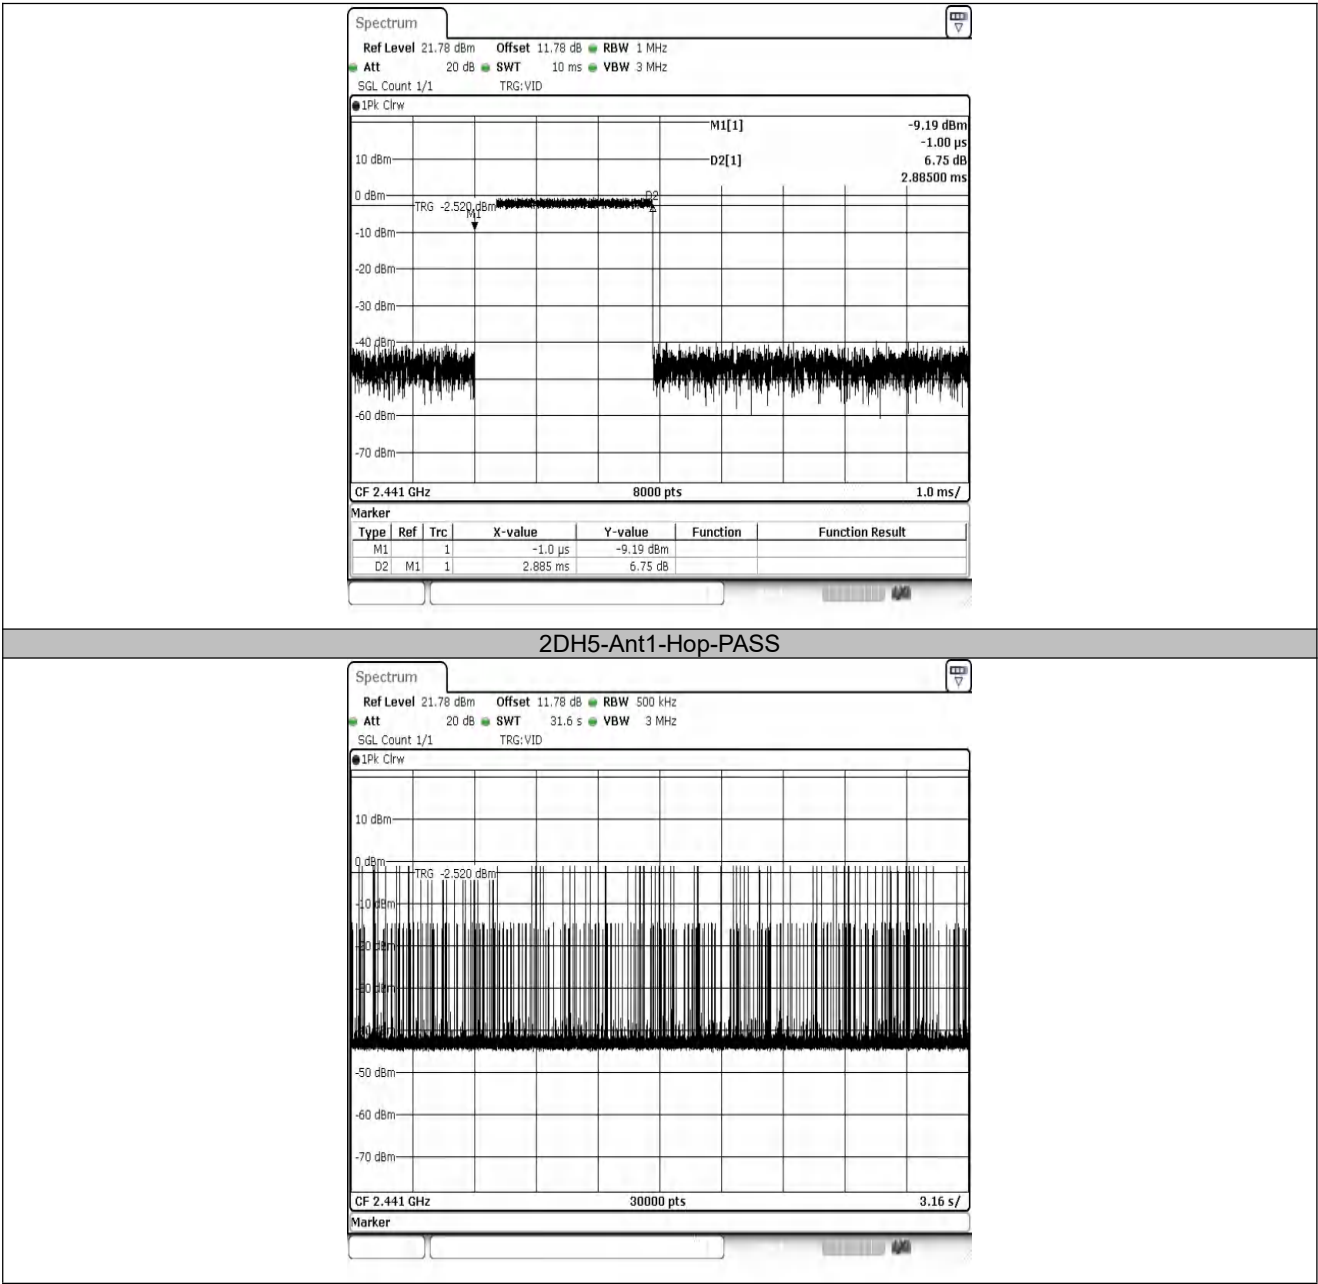 Spectrum
Ref Level 21.78 dBm Offset 11.78 dB RBW 1 MHz
Att 20 dB SWT 10 ms VBW 3 MHz
SGL Count 1/1 TRG:VID
1Pk Clrw
M1[1] -9.19 dBm
-1.00 µs
10 dBm D2[1] 6.75 dB
2.88500 ms
0 dBm D2
TRG -2.520 dBm
M1
-10 dBm
-20 dBm
-30 dBm
-40 dBm
-60 dBm
-70 dBm
CF 2.441 GHz 8000 pts 1.0 ms/
Marker
Type Ref Trc X-value Y-value Function Function Result
M1 1 -1.0 µs -9.19 dBm
D2 M1 1 2.885 ms 6.75 dB
2DH5-Ant1-Hop-PASS
Spectrum
Ref Level 21.78 dBm Offset 11.78 dB RBW 500 kHz
Att 20 dB SWT 31.6 s VBW 3 MHz
SGL Count 1/1 TRG:VID
1Pk Clrw
10 dBm
0 dBm
TRG -2.520 dBm
-10 dBm
-20 dBm
-30 dBm
-50 dBm
-60 dBm
-70 dBm
CF 2.441 GHz 30000 pts 3.16 s/
Marker